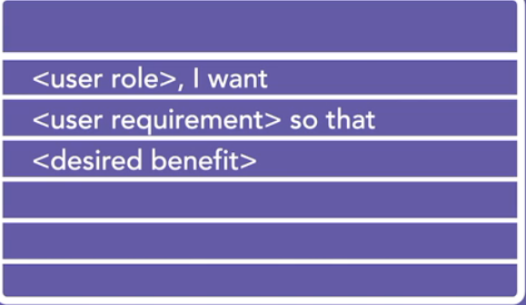 <user role>, I want
<user requirement> so that
<desired benefit>